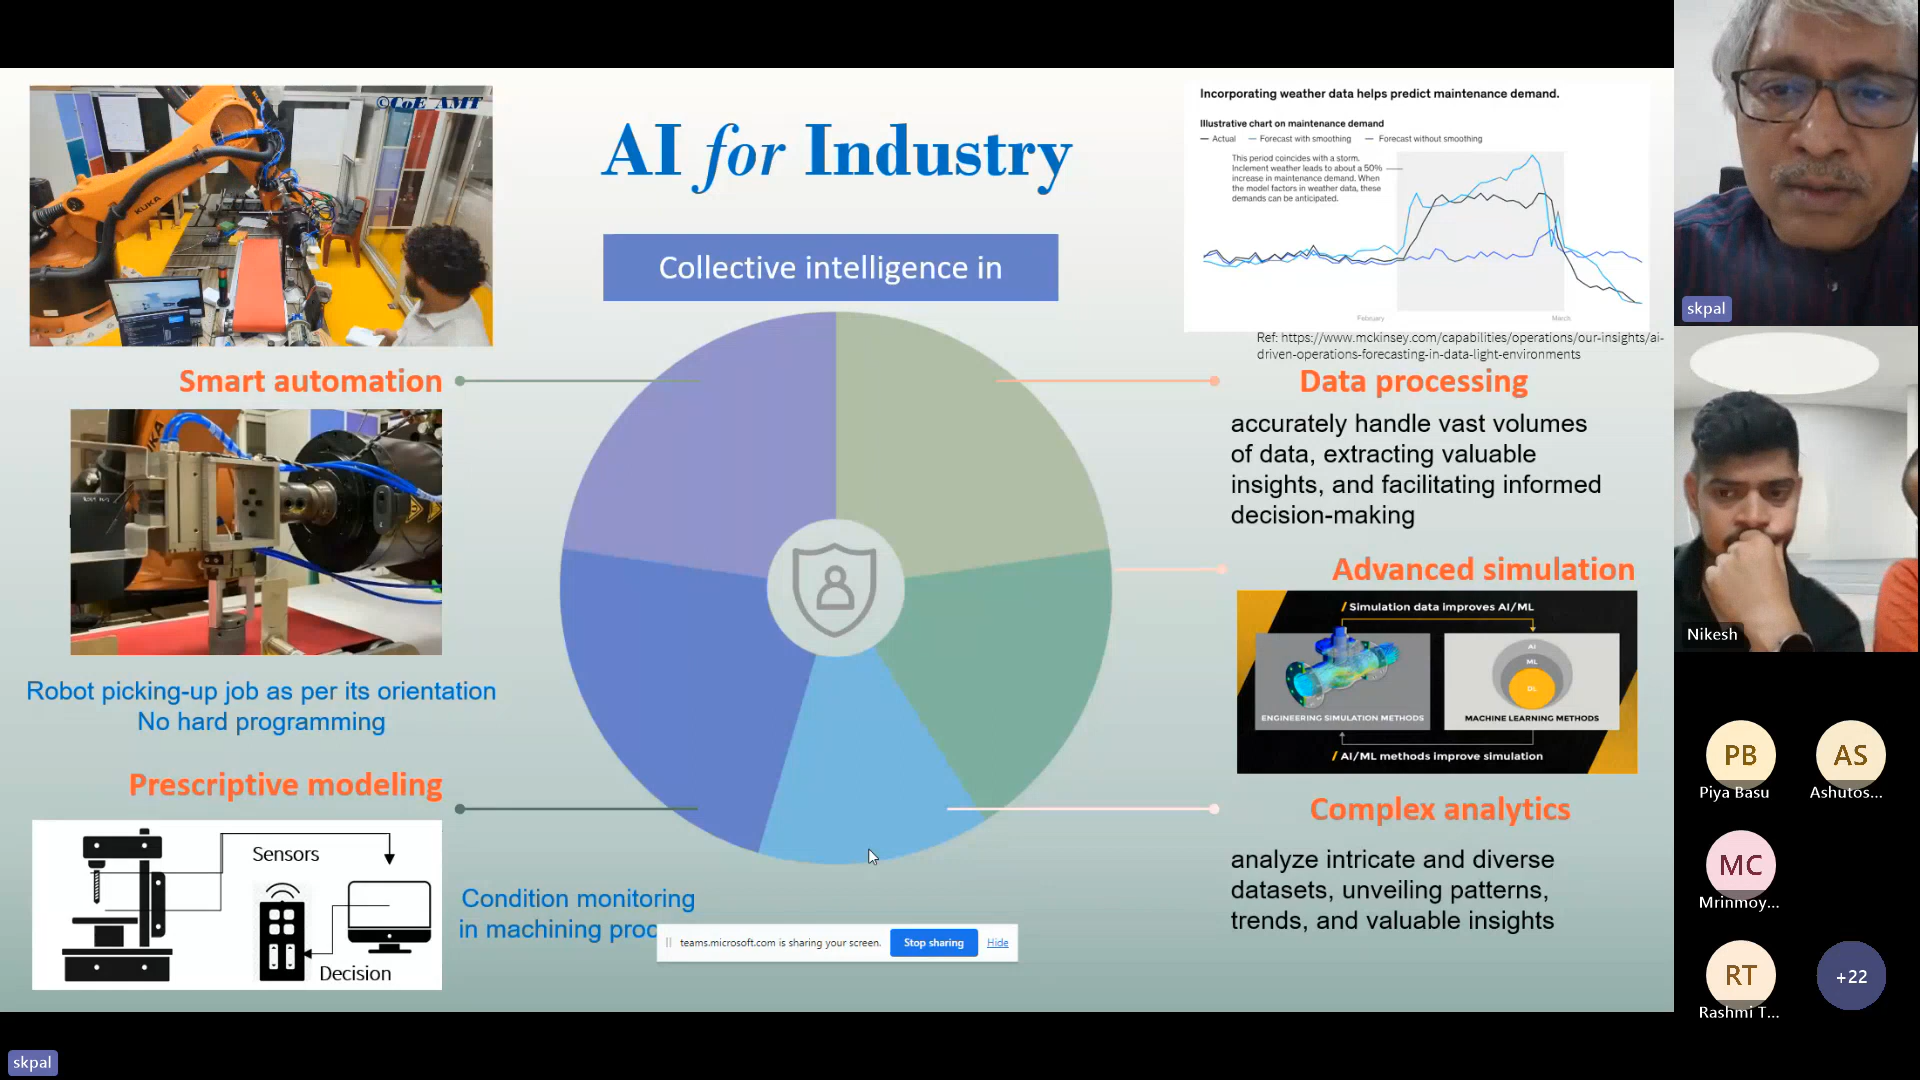 ©CoE_AMT
KUKA
AI for Industry
Collective intelligence in
Incorporating weather data helps predict maintenance demand.
Illustrative chart on maintenance demand
Actual
Forecast with smoothing
Forecast without smoothing
This period coincides with a storm.
Inclement weather leads to about a 50%
increase in maintenance demand. When
the model factors in weather data, these
demands can be anticipated.
February
March
Ref: https://www.mckinsey.com/capabilities/operations/our-insights/ai-
driven-operations-forecasting-in-data-light-environments
Smart automation
Robot picking-up job as per its orientation
No hard programming
Prescriptive modeling
Sensors
Decision
Condition monitoring
in machining proc
Data processing
accurately handle vast volumes
of data, extracting valuable
insights, and facilitating informed
decision-making
Advanced simulation
/ Simulation data improves AI/ML
AI
ML
DL
ENGINEERING SIMULATION METHODS
MACHINE LEARNING METHODS
/ AI/ML methods improve simulation
Complex analytics
analyze intricate and diverse
datasets, unveiling patterns,
trends, and valuable insights
teams.microsoft.com is sharing your screen.
Stop sharing
Hide
skpal
Nikesh
PB
Piya Basu
AS
Ashutos...
MC
Mrinmoy...
RT
Rashmi T...
+22
skpal